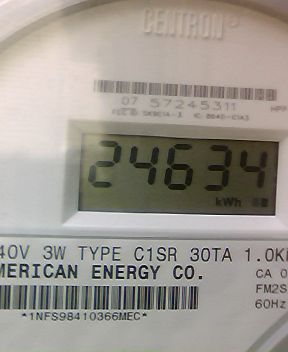 CENTRON®
07 57245311
24634
kWh
40V 3W TYPE C1SR 30TA 1.0K
MERICAN ENERGY CO.
CA 0
FM2S
60Hz
*1NFS98410366MEC*